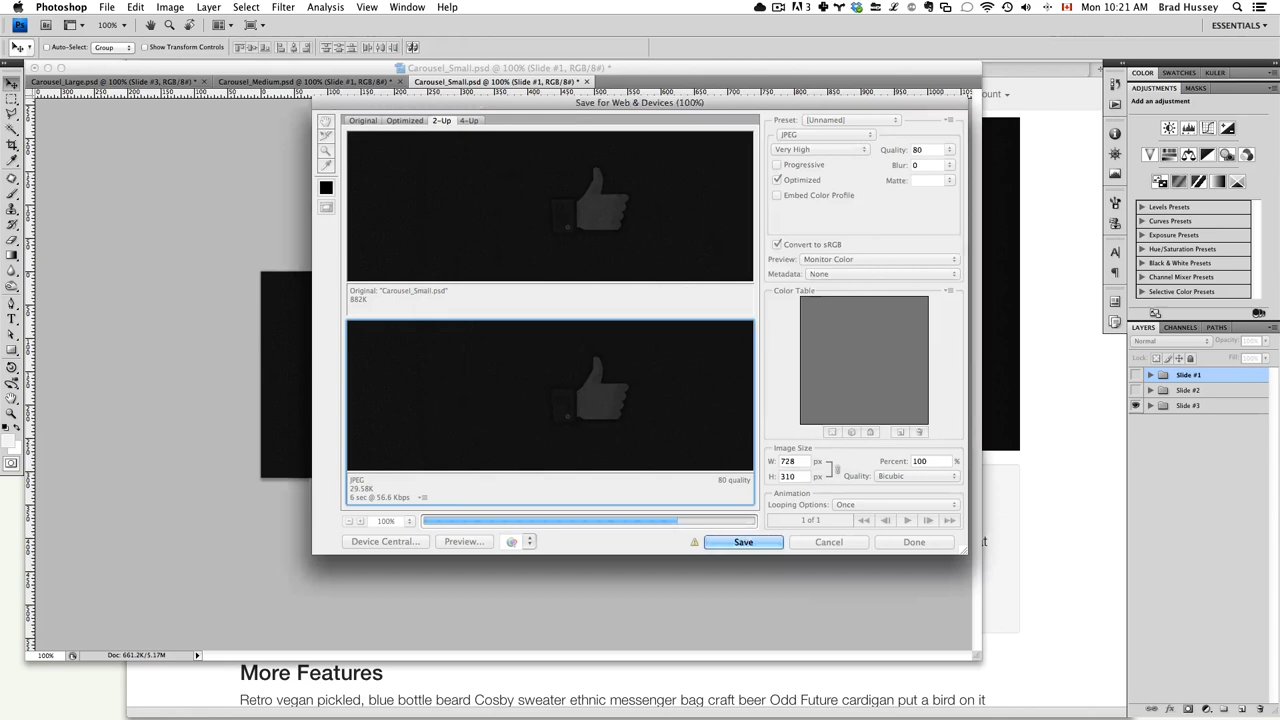 Photoshop File Edit Image Layer Select Filter Analysis View Window Help
3 Mon 10:21 AM Brad Hussey
Ps Br 100% ESSENTIALS
Auto-Select: Group Show Transform Controls
Carousel_Small.psd @ 100% (Slide #1, RGB/8#) *
Carousel_Large.psd @ 100% (Slide #3, RGB/8#) * Carousel_Medium.psd @ 100% (Slide #1, RGB/8#) * Carousel_Small.psd @ 100% (Slide #1, RGB/8#) *
Save for Web & Devices (100%)
Original Optimized 2-Up 4-Up
Original: "Carousel_Small.psd"
882K
JPEG 80 quality
29.58K
6 sec @ 56.6 Kbps
100%
Device Central... Preview... Save Cancel Done
Preset: [Unnamed]
JPEG
Very High Quality: 80
Progressive Blur: 0
Optimized Matte:
Embed Color Profile
Convert to sRGB
Preview: Monitor Color
Metadata: None
Color Table
Image Size
W: 728 px Percent: 100 %
H: 310 px Quality: Bicubic
Animation
Looping Options: Once
1 of 1
COLOR SWATCHES KULER
ADJUSTMENTS MASKS
Add an adjustment
Levels Presets
Curves Presets
Exposure Presets
Hue/Saturation Presets
Black & White Presets
Channel Mixer Presets
Selective Color Presets
LAYERS CHANNELS PATHS
Normal Opacity: 100%
Lock: Fill: 100%
Slide #1
Slide #2
Slide #3
100% Doc: 661.2K/5.17M
More Features
Retro vegan pickled, blue bottle beard Cosby sweater ethnic messenger bag craft beer Odd Future cardigan put a bird on it